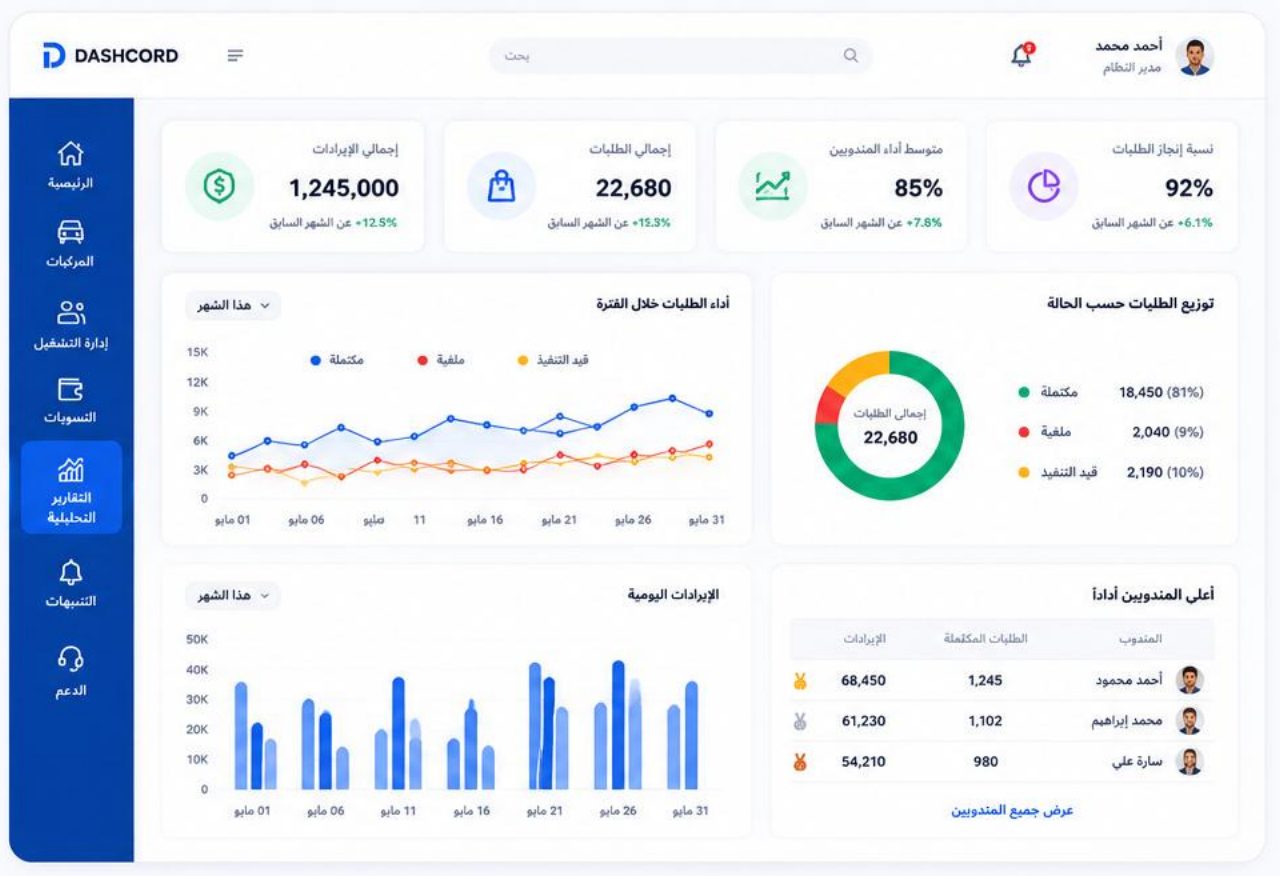 DASHCORD
بحث
9
أحمد محمد
مدير النظام
الرئيصية
المركبات
إدارة التشغيل
التسويات
التقارير
التحليلية
التنبيهات
الدعم
نسبة إنجاز الطلبات
92%
+6.1% عن الشهر السابق
متوسط أداء المندوبين
85%
+7.8% عن الشهر السابق
إجمالي الطلبات
22,680
+15.3% عن الشهر السابق
إجمالي الإيرادات
1,245,000
+12.5% عن الشهر السابق
توزيع الطلبات حسب الحالة
إجمالي الطلبات
22,680
مكتملة 18,450 (81%)
ملغية 2,040 (9%)
قيد التنفيد 2,190 (10%)
أداء الطلبات خلال الفترة
هذا الشهر
مكتملة
ملغية
قيد التنفيذ
15K
12K
9K
6K
3K
0
01 مايو
06 مايو
11
16 مايو
21 مايو
26 مايو
31 مايو
أعلي المندوبين أداداً
المندوب الطلبات المكتملة الإيرادات
أحمد محمود 1,245 68,450
محمد إبراهيم 1,102 61,230
سارة علي 980 54,210
عرض جميع المندوبين
الإيرادات اليومية
هذا الشهر
50K
40K
30K
20K
10K
0
01 مايو
06 مايو
11 مايو
16 مايو
21 مايو
26 مايو
31 مايو